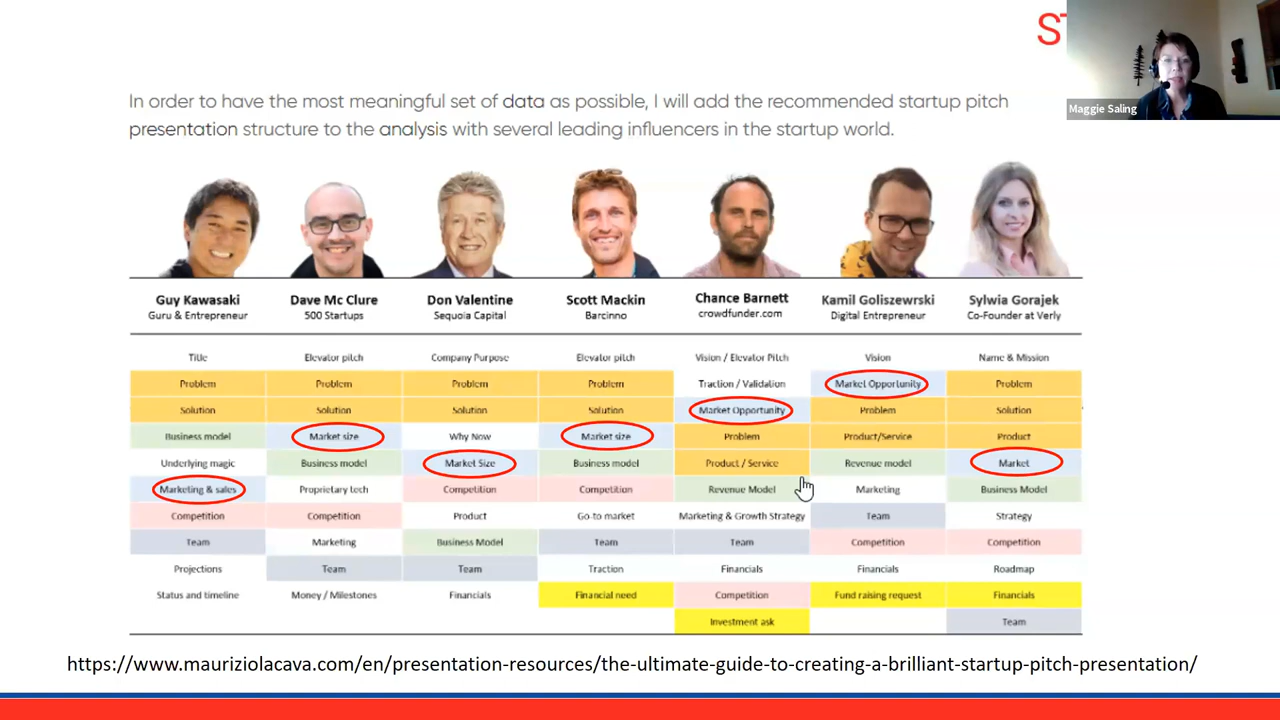 ST
Maggie Saling
In order to have the most meaningful set of data as possible, I will add the recommended startup pitch
presentation structure to the analysis with several leading influencers in the startup world.
Guy Kawasaki Dave Mc Clure Don Valentine Scott Mackin Chance Barnett Kamil Goliszewrski Sylwia Gorajek
Guru & Entrepreneur 500 Startups Sequoia Capital Barcinno crowdfunder.com Digital Entrepreneur Co-Founder at Verly
Title Elevator pitch Company Purpose Elevator pitch Vision / Elevator Pitch Vision Name & Mission
Problem Problem Problem Problem Traction / Validation Market Opportunity Problem
Solution Solution Solution Solution Market Opportunity Problem Solution
Business model Market size Why Now Market size Problem Product/Service Product
Underlying magic Business model Market Size Business model Product / Service Revenue model Market
Marketing & sales Proprietary tech Competition Competition Revenue Model Marketing Business Model
Competition Competition Product Go-to market Marketing & Growth Strategy Team Strategy
Team Marketing Business Model Team Team Competition Competition
Projections Team Team Traction Financials Financials Roadmap
Status and timeline Money / Milestones Financials Financial need Competition Fund raising request Financials
Investment ask Team
https://www.mauriziolacava.com/en/presentation-resources/the-ultimate-guide-to-creating-a-brilliant-startup-pitch-presentation/